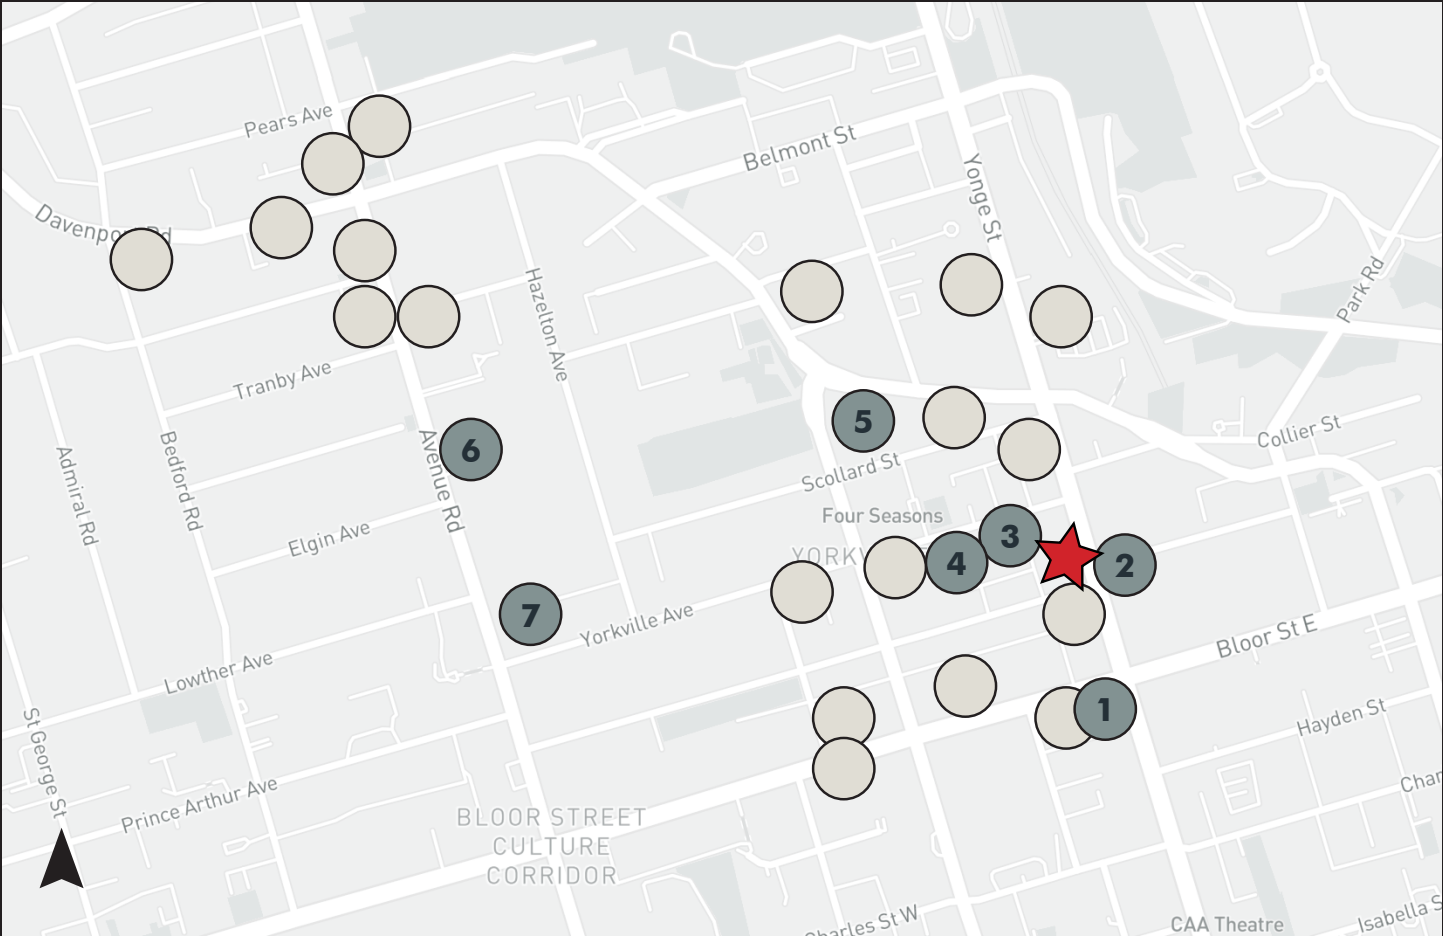 Pears Ave
Belmont St
Yonge St
Davenport Rd
Park Rd
Hazelton Ave
Tranby Ave
Collier St
5
6
Scollard St
Avenue Rd
Bedford Rd
Admiral Rd
Four Seasons
Elgin Ave
3
YORKV
4
2
7
Yorkville Ave
Bloor St E
Lowther Ave
1
Hayden St
St George St
Prince Arthur Ave
Char
BLOOR STREET
CULTURE
CORRIDOR
Charles St W
CAA Theatre
Isabella S